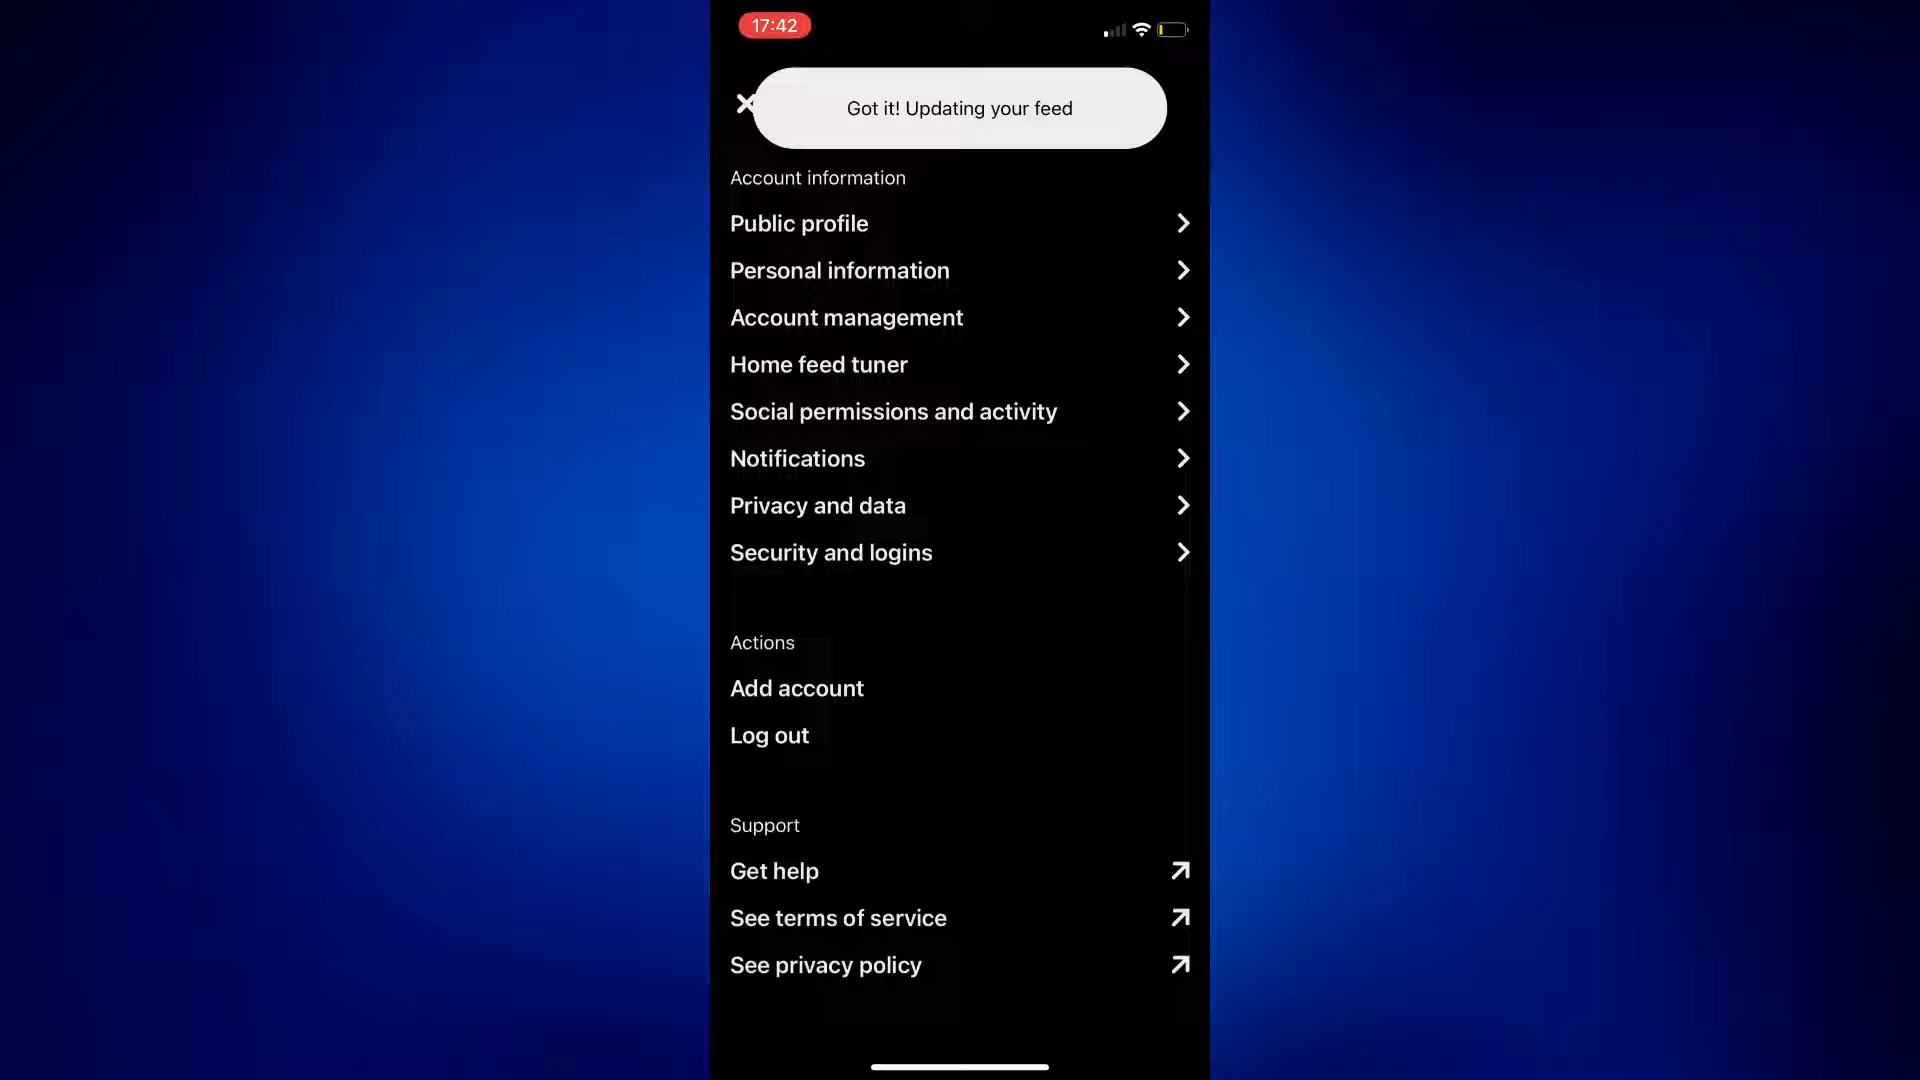 17:42
Got it! Updating your feed
Account information
Public profile
Personal information
Account management
Home feed tuner
Social permissions and activity
Notifications
Privacy and data
Security and logins
Actions
Add account
Log out
Support
Get help
See terms of service
See privacy policy